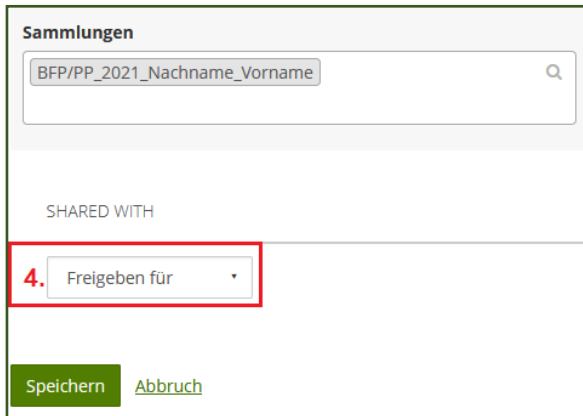 Sammlungen
BFP/PP_2021_Nachname_Vorname
SHARED WITH
4. Freigeben für
Speichern Abbruch